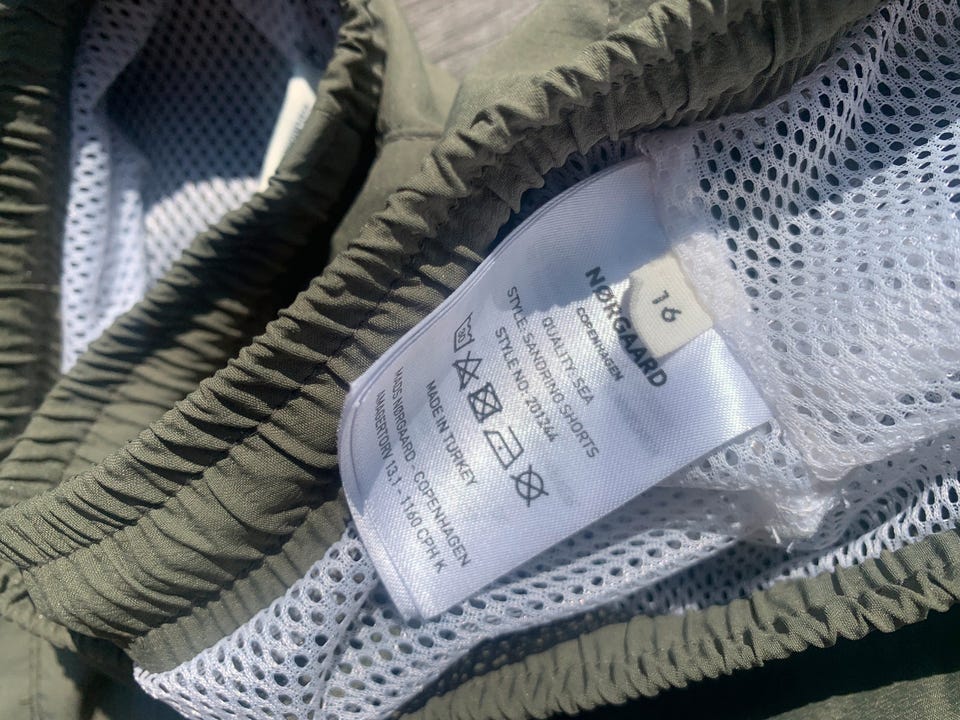 16
NØRGAARD
COPENHAGEN
QUALITY: SEA
STYLE: SANDRINO SHORTS
STYLE NO. 201244
30
MADE IN TURKEY
MADS NØRGAARD - COPENHAGEN
AMAGERTORV 13,1 - 1160 CPH K